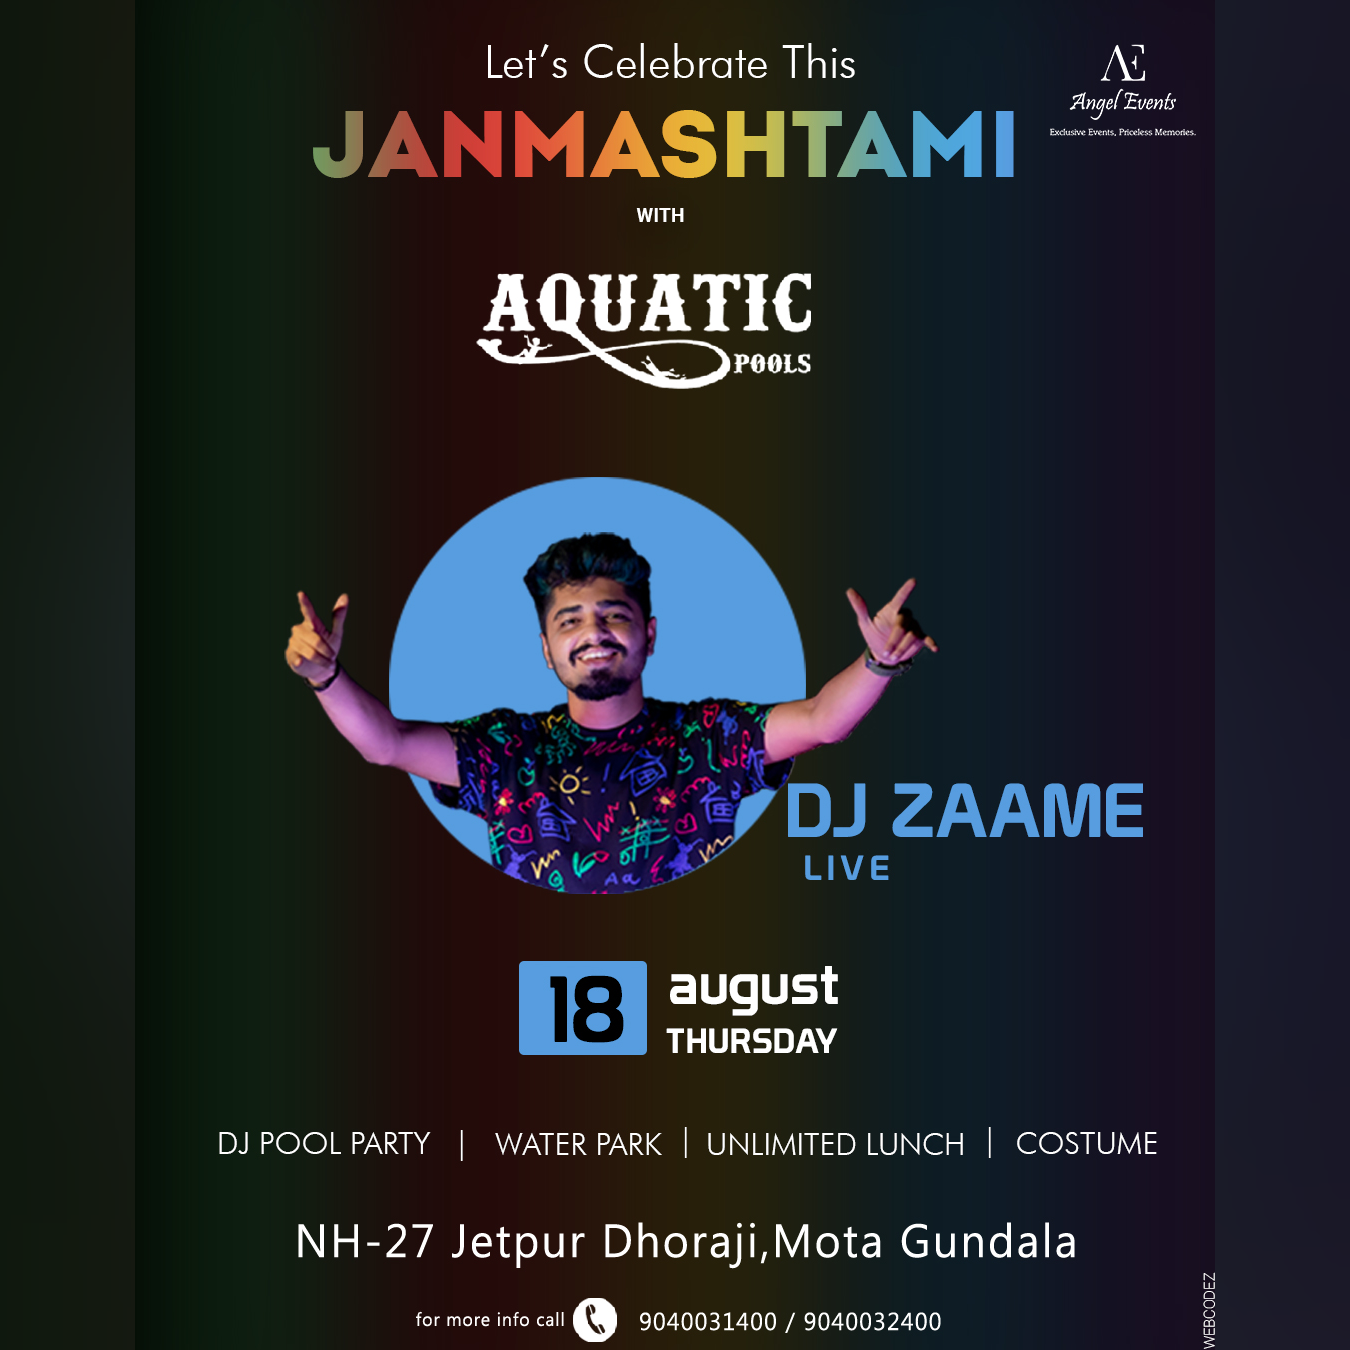 Let's Celebrate This
JANMASHTAMI
WITH
AE
Angel Events
Exclusive Events, Priceless Memories.
AQUATIC
POOLS
Aa
DJ ZAAME
LIVE
18 august
THURSDAY
DJ POOL PARTY | WATER PARK | UNLIMITED LUNCH | COSTUME
NH-27 Jetpur Dhoraji,Mota Gundala
for more info call 9040031400 / 9040032400
WEBCODEZ